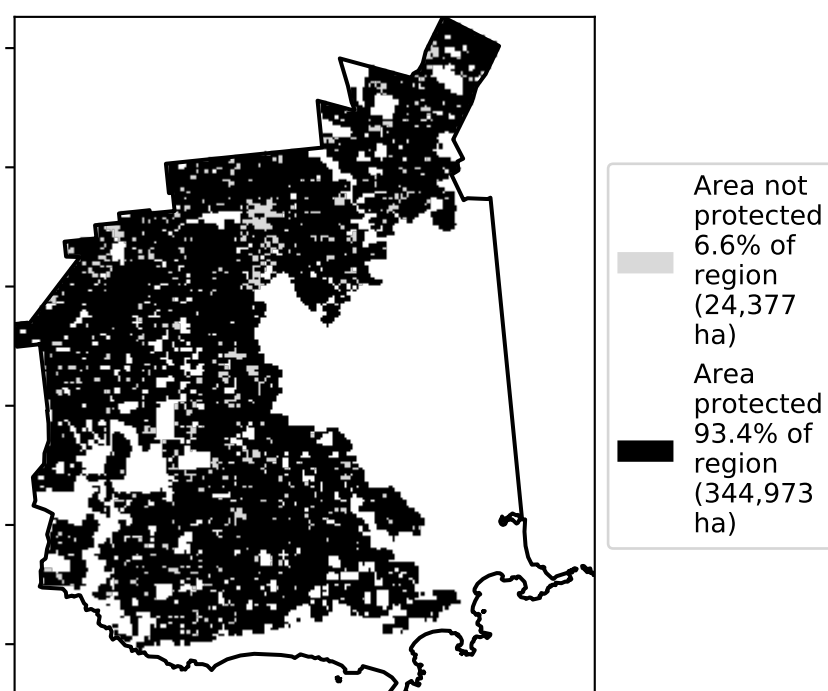 Area not
protected
6.6% of
region
(24,377
ha)
Area
protected
93.4% of
region
(344,973
ha)